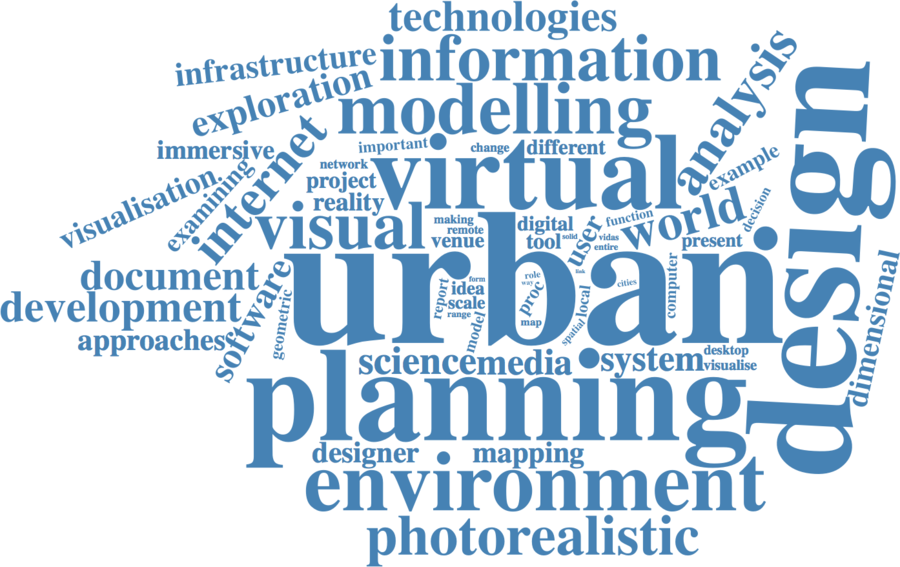 technologies
infrastructure
information
exploration
modelling
analysis
design
immersive
internet
important
change
different
network
virtual
example
visualisation
examining
project
reality
visual
making
remote
venue
digital
tool
solid
user
function
vidas
entire
world
decision
present
document
development
approaches
software
geometric
urban
report
form
idea
scale
range
model
role
way
proc
map
link
local
spatial
cities
computer
dimensional
science
media
system
desktop
visualise
planning
designer
mapping
environment
photorealistic